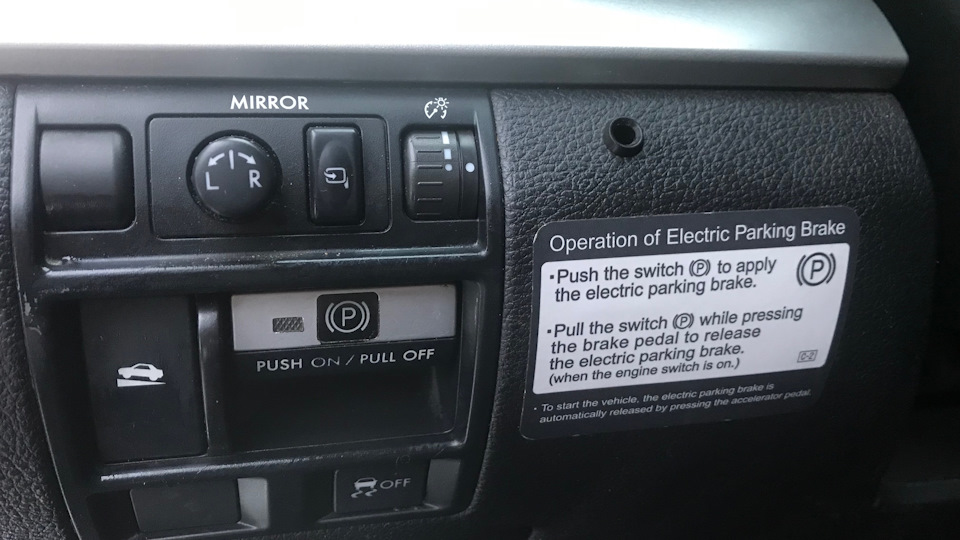 MIRROR
L R
(P)
PUSH ON / PULL OFF
OFF
Operation of Electric Parking Brake
·Push the switch (P) to apply
the electric parking brake.
(P)
·Pull the switch (P) while pressing
the brake pedal to release
the electric parking brake.
(when the engine switch is on.)
C-2
· To start the vehicle, the electric parking brake is
automatically released by pressing the accelerator pedal.